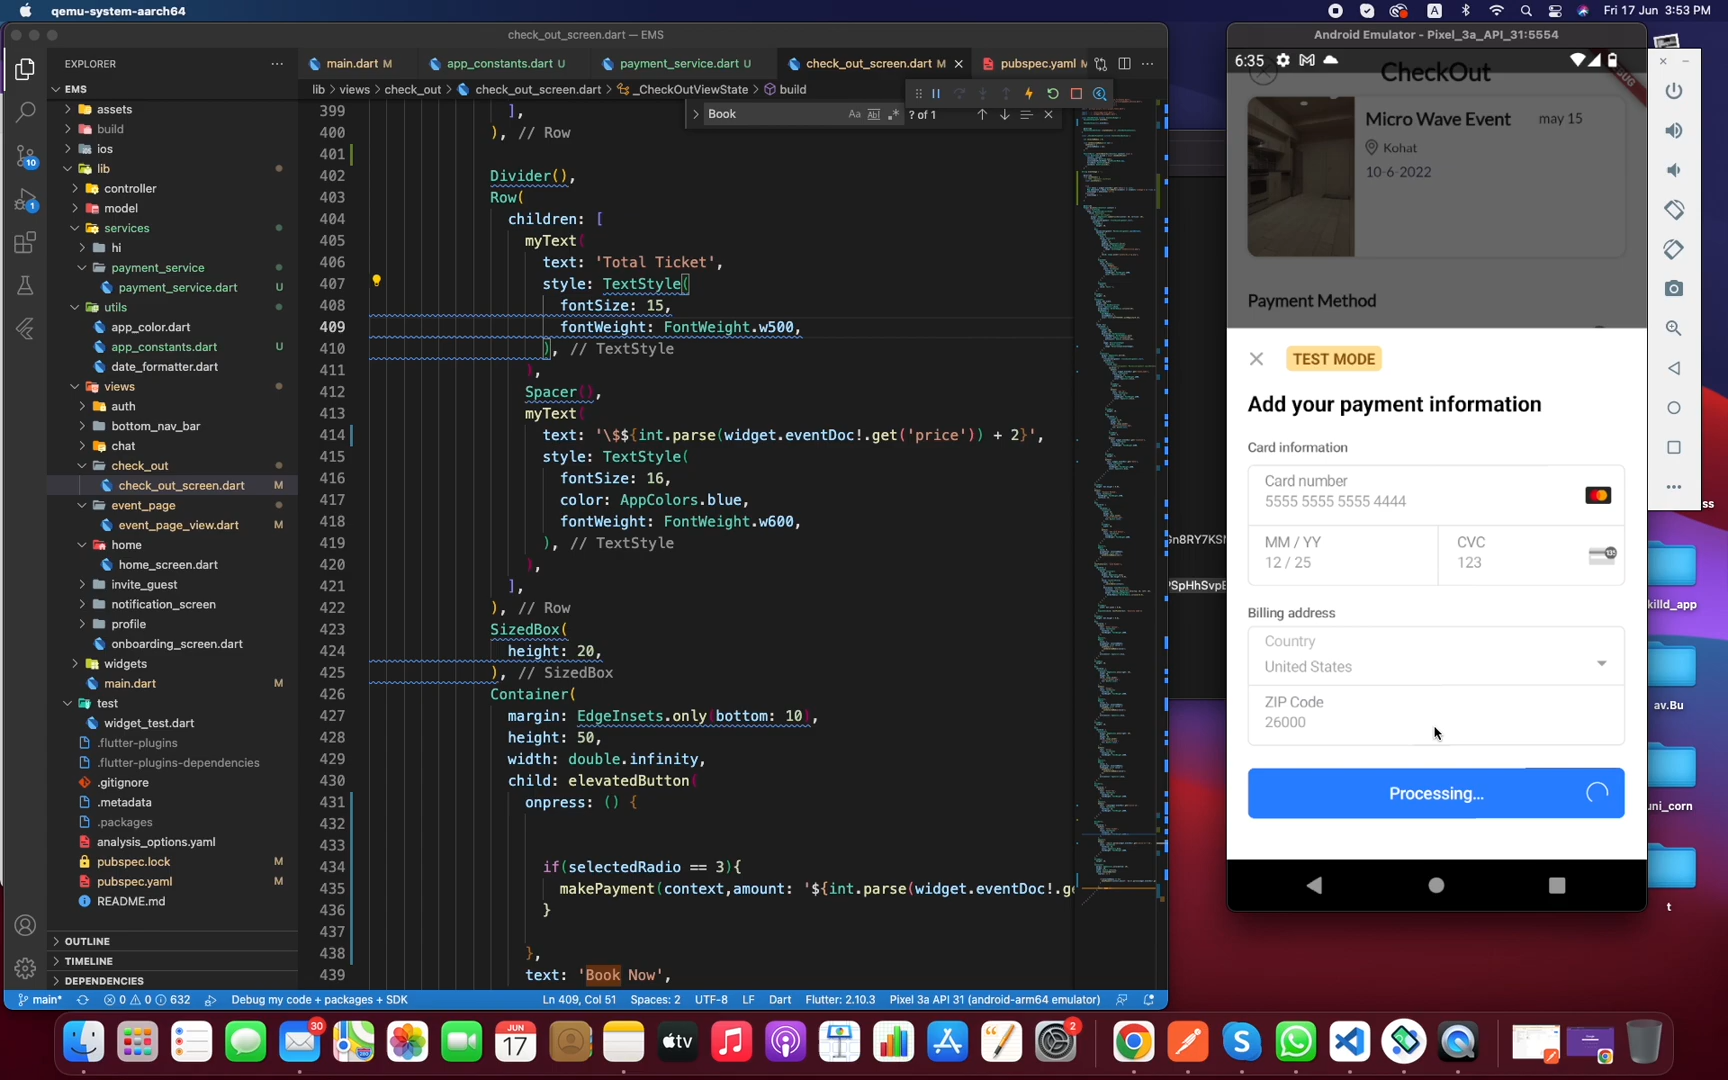 qemu-system-aarch64
Fri 17 Jun 3:53 PM
check_out_screen.dart — EMS
EXPLORER
EMS
assets
build
ios
lib
controller
model
services
hi
payment_service
payment_service.dart U
utils
app_color.dart
app_constants.dart U
date_formatter.dart
views
auth
bottom_nav_bar
chat
check_out
check_out_screen.dart M
event_page
event_page_view.dart M
home
home_screen.dart
invite_guest
notification_screen
profile
onboarding_screen.dart
widgets
main.dart M
test
widget_test.dart
.flutter-plugins
.flutter-plugins-dependencies
.gitignore
.metadata
.packages
analysis_options.yaml
pubspec.lock M
pubspec.yaml M
README.md
OUTLINE
TIMELINE
DEPENDENCIES
10
1
main.dart M
app_constants.dart U
payment_service.dart U
check_out_screen.dart M
pubspec.yaml M
lib > views > check_out > check_out_screen.dart > _CheckOutViewState > build
Book
Aa
? of 1
399 ],
400 ), // Row
401
402 Divider(),
403 Row(
404 children: [
405 myText(
406 text: 'Total Ticket',
407 style: TextStyle(
408 fontSize: 15,
409 fontWeight: FontWeight.w500,
410 ), // TextStyle
411 ),
412 Spacer(),
413 myText(
414 text: '\$${int.parse(widget.eventDoc!.get('price')) + 2}',
415 style: TextStyle(
416 fontSize: 16,
417 color: AppColors.blue,
418 fontWeight: FontWeight.w600,
419 ), // TextStyle
420 ),
421 ],
422 ), // Row
423 SizedBox(
424 height: 20,
425 ), // SizedBox
426 Container(
427 margin: EdgeInsets.only(bottom: 10),
428 height: 50,
429 width: double.infinity,
430 child: elevatedButton(
431 onpress: () {
432
433
434 if(selectedRadio == 3){
435 makePayment(context,amount: '${int.parse(widget.eventDoc!.ge
436 }
437
438 },
439 text: 'Book Now',
main* 0 0 632 Debug my code + packages + SDK
Ln 409, Col 51 Spaces: 2 UTF-8 LF Dart Flutter: 2.10.3 Pixel 3a API 31 (android-arm64 emulator)
Android Emulator - Pixel_3a_API_31:5554
6:35
CheckOut
Micro Wave Event may 15
Kohat
10-6-2022
Payment Method
TEST MODE
Add your payment information
Card information
Card number
5555 5555 5555 4444
MM / YY
12 / 25
CVC
123
Billing address
Country
United States
ZIP Code
26000
Processing...
killd_app
av.Bu
uni_corn
t
ss
30
JUN
17
tv
2